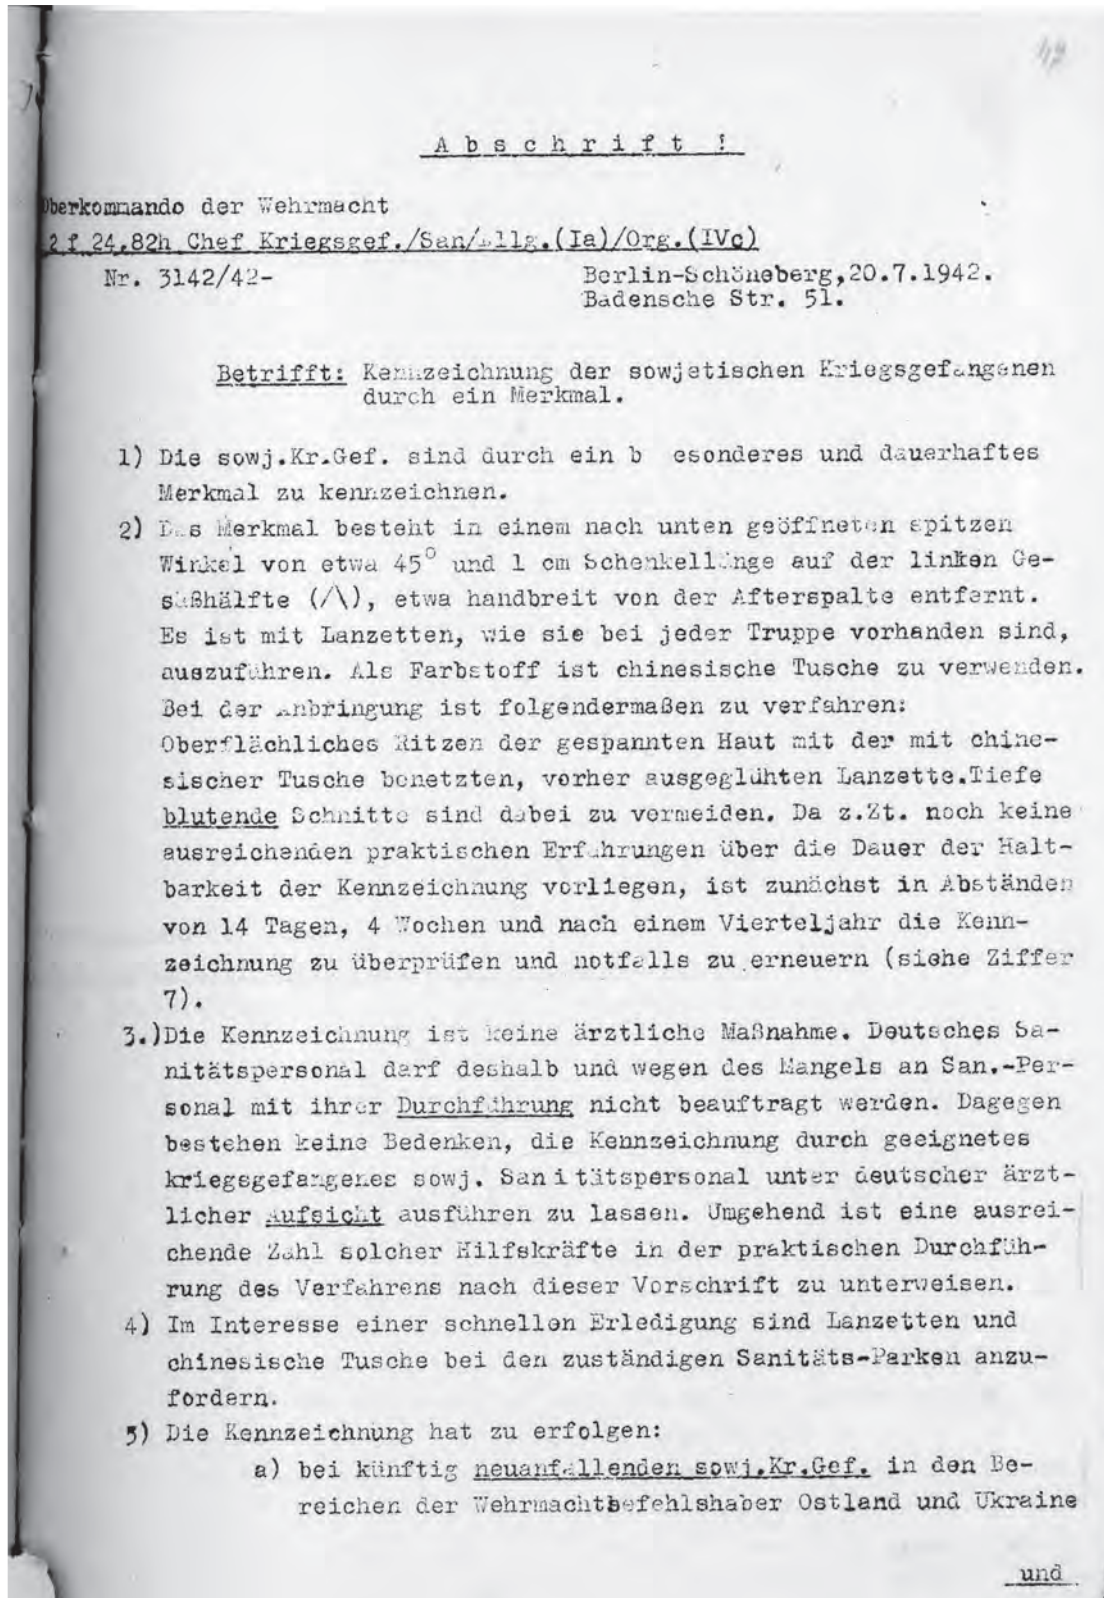 A b s c h r i f t !
Oberkommando der Wehrmacht
2 f 24.82h Chef Kriegsgef./San/Allg.(Ia)/Org.(IVc)
Nr. 3142/42-
Berlin-Schöneberg,20.7.1942.
Badensche Str. 51.
Betrifft: Kennzeichnung der sowjetischen Kriegsgefangenen
durch ein Merkmal.
1) Die sowj.Kr.Gef. sind durch ein b esonderes und dauerhaftes
Merkmal zu kennzeichnen.
2) Das Merkmal besteht in einem nach unten geöffneten spitzen
Winkel von etwa 45° und 1 cm Schenkellänge auf der linken Ge-
säßhälfte (/\), etwa handbreit von der Afterspalte entfernt.
Es ist mit Lanzetten, wie sie bei jeder Truppe vorhanden sind,
auszuführen. Als Farbstoff ist chinesische Tusche zu verwenden.
Bei der Anbringung ist folgendermaßen zu verfahren:
Oberflächliches Ritzen der gespannten Haut mit der mit chine-
sischer Tusche benetzten, vorher ausgeglühten Lanzette.Tiefe
blutende Schnitte sind dabei zu vermeiden. Da z.Zt. noch keine
ausreichenden praktischen Erfahrungen über die Dauer der Halt-
barkeit der Kennzeichnung vorliegen, ist zunächst in Abständen
von 14 Tagen, 4 Wochen und nach einem Vierteljahr die Kenn-
zeichnung zu überprüfen und notfalls zu erneuern (siehe Ziffer
7).
3.)Die Kennzeichnung ist keine ärztliche Maßnahme. Deutsches Sa-
nitätspersonal darf deshalb und wegen des Mangels an San.-Per-
sonal mit ihrer Durchführung nicht beauftragt werden. Dagegen
bestehen keine Bedenken, die Kennzeichnung durch geeignetes
kriegsgefangenes sowj. Sanitätspersonal unter deutscher ärzt-
licher Aufsicht ausführen zu lassen. Umgehend ist eine ausrei-
chende Zahl solcher Hilfskräfte in der praktischen Durchfüh-
rung des Verfahrens nach dieser Vorschrift zu unterweisen.
4) Im Interesse einer schnellen Erledigung sind Lanzetten und
chinesische Tusche bei den zuständigen Sanitäts-Parken anzu-
fordern.
5) Die Kennzeichnung hat zu erfolgen:
a) bei künftig neuanfallenden sowj.Kr.Gef. in den Be-
reichen der Wehrmachtbefehlshaber Ostland und Ukraine
und